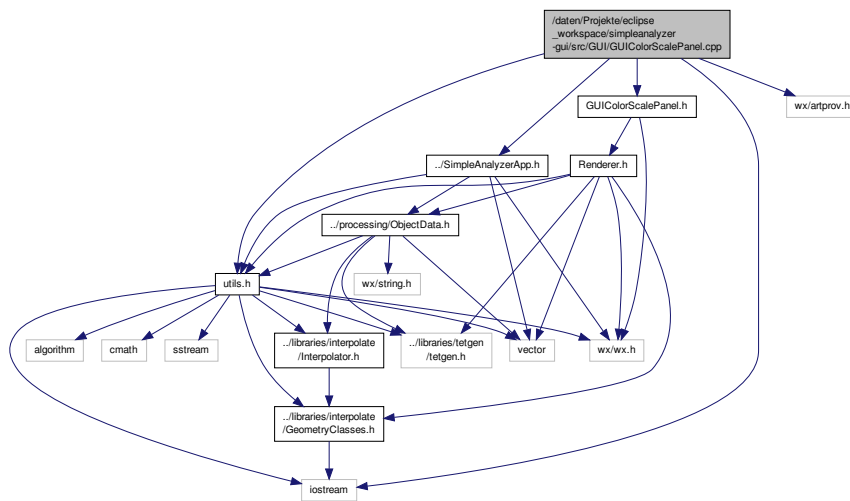 /daten/Projekte/eclipse
_workspace/simpleanalyzer
-gui/src/GUI/GUIColorScalePanel.cpp
GUIColorScalePanel.h
wx/artprov.h
../SimpleAnalyzerApp.h
Renderer.h
../processing/ObjectData.h
utils.h
wx/string.h
algorithm
cmath
sstream
../libraries/interpolate
/Interpolator.h
../libraries/tetgen
/tetgen.h
vector
wx/wx.h
../libraries/interpolate
/GeometryClasses.h
iostream